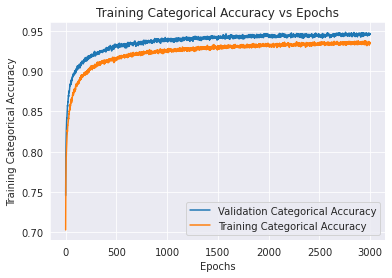 Training Categorical Accuracy vs Epochs
Training Categorical Accuracy
0.95
0.90
0.85
0.80
0.75
0.70
Validation Categorical Accuracy
Training Categorical Accuracy
0 500 1000 1500 2000 2500 3000
Epochs